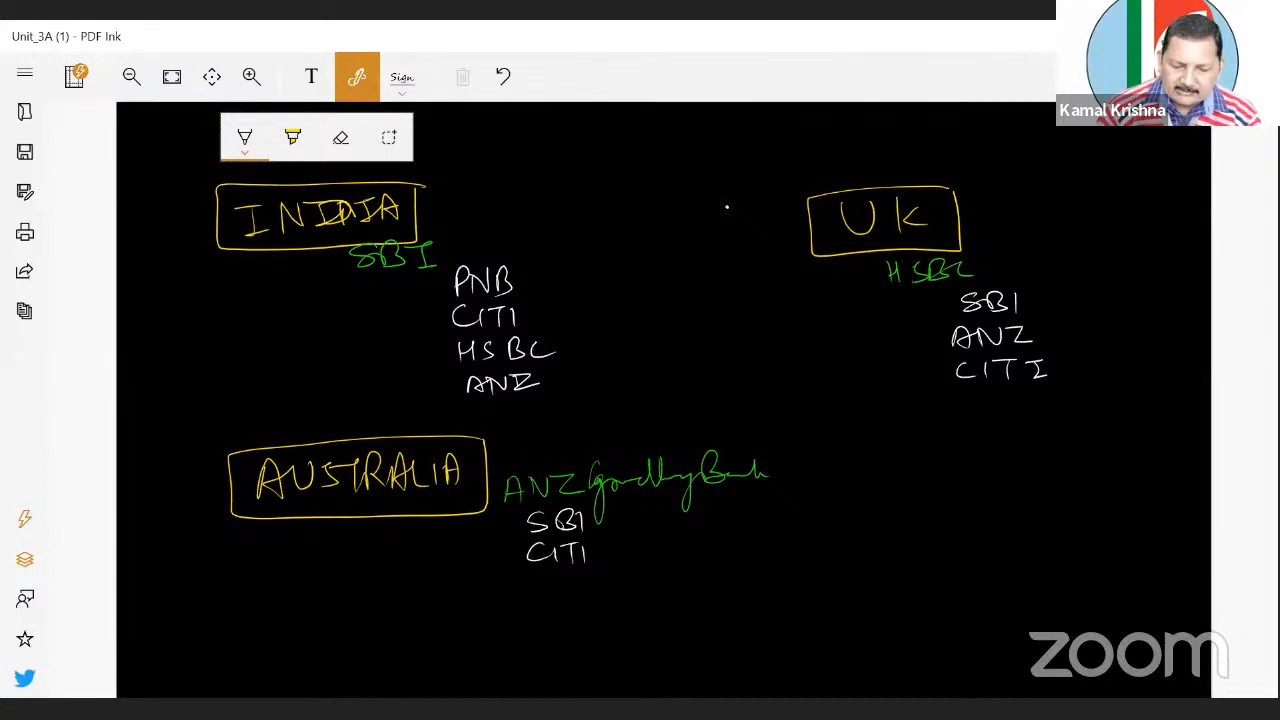 Unit_3A (1) - PDF Ink
T
Sign
Kamal Krishna
INDIA
SBI
PNB
CITI
HSBC
ANZ
UK
HSBC
SBI
ANZ
CITI
AUSTRALIA
ANZ Bank
SBI
CITI
zoom